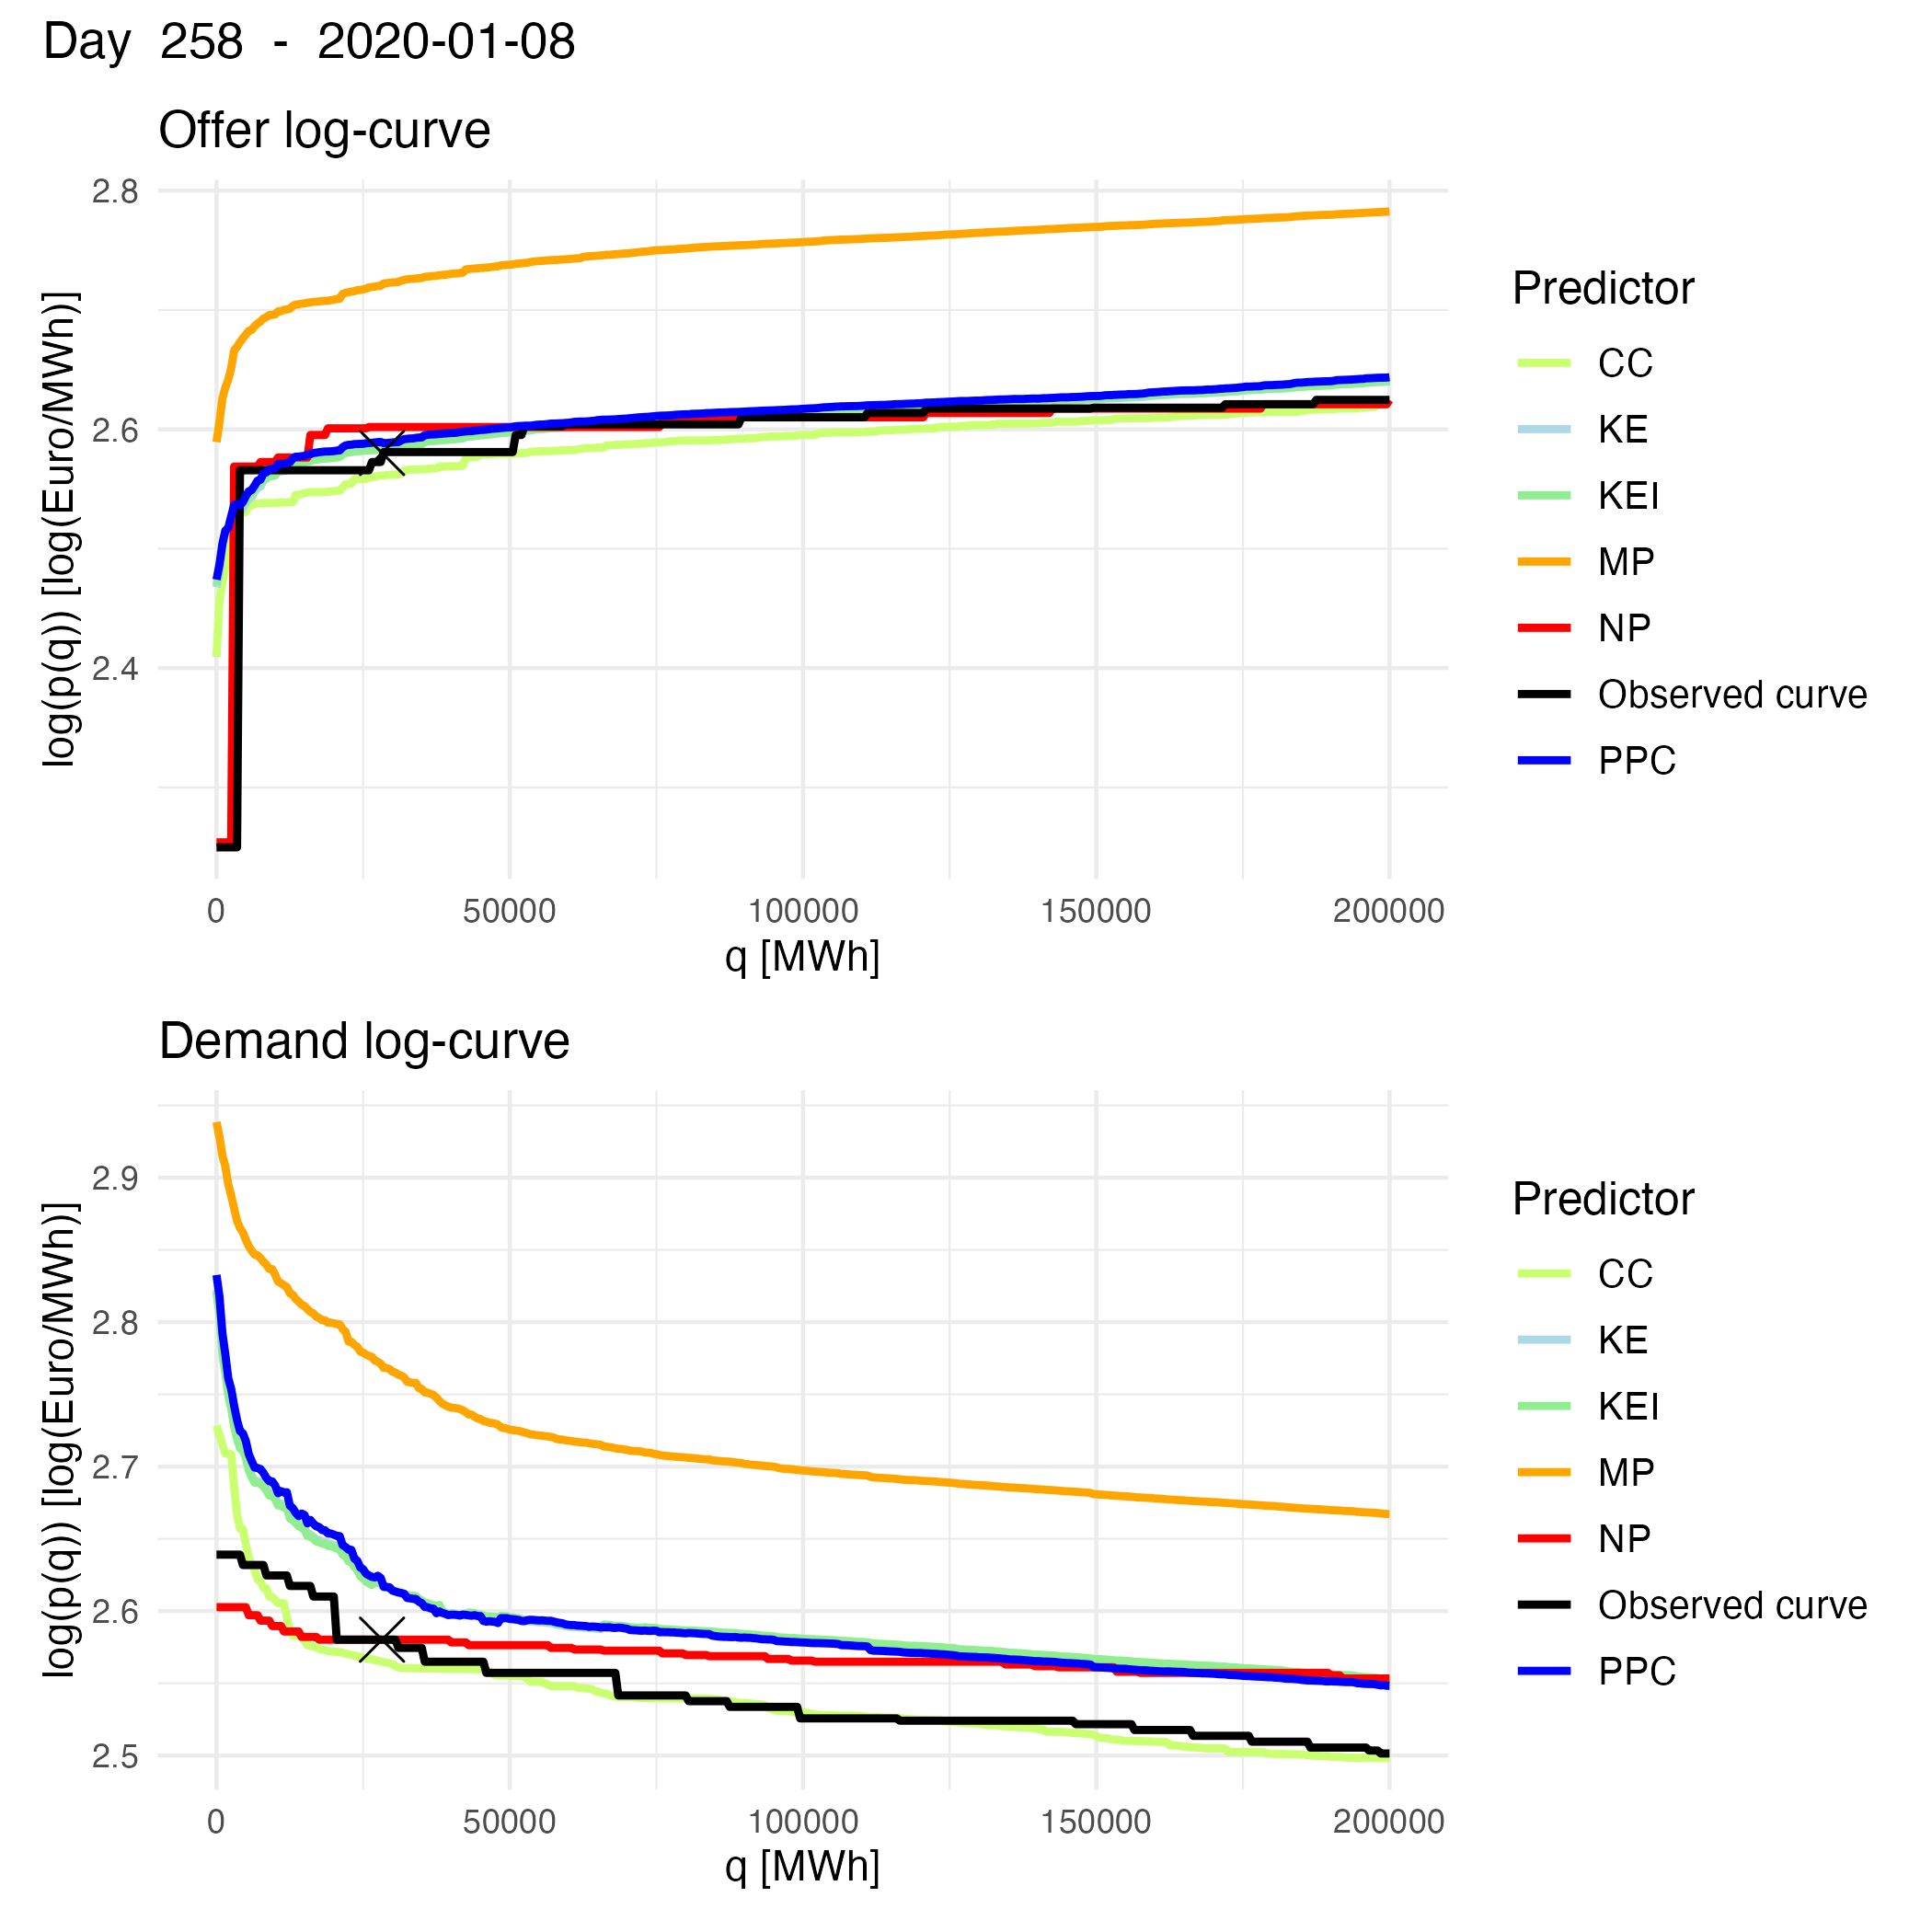 Day 258 - 2020-01-08
Offer log-curve
2.8
2.6
2.4
log(p(q)) [log(Euro/MWh)]
0 50000 100000 150000 200000
q [MWh]
Predictor
CC
KE
KEI
MP
NP
Observed curve
PPC
Demand log-curve
2.9
2.8
2.7
2.6
2.5
log(p(q)) [log(Euro/MWh)]
0 50000 100000 150000 200000
q [MWh]
Predictor
CC
KE
KEI
MP
NP
Observed curve
PPC